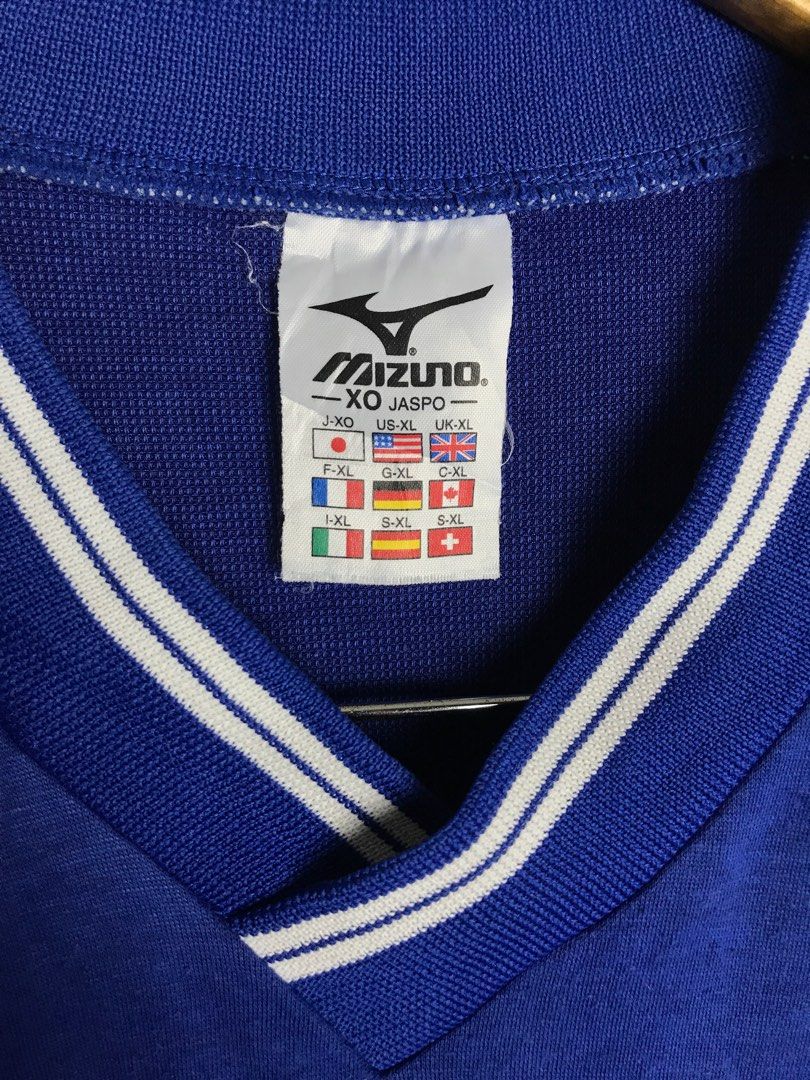 MIZUNO®
XO JASPO
J-XO US-XL UK-XL
F-XL G-XL C-XL
I-XL S-XL S-XL